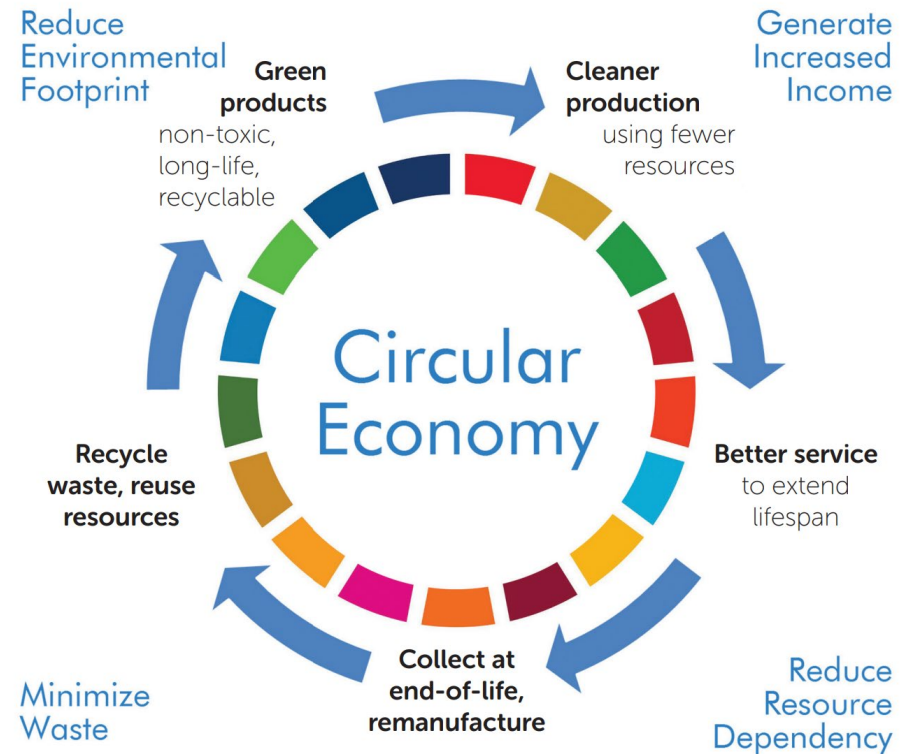 Reduce
Environmental
Footprint
Generate
Increased
Income
Green
products
non-toxic,
long-life,
recyclable
Cleaner
production
using fewer
resources
Circular
Economy
Recycle
waste, reuse
resources
Better service
to extend
lifespan
Collect at
end-of-life,
remanufacture
Minimize
Waste
Reduce
Resource
Dependency